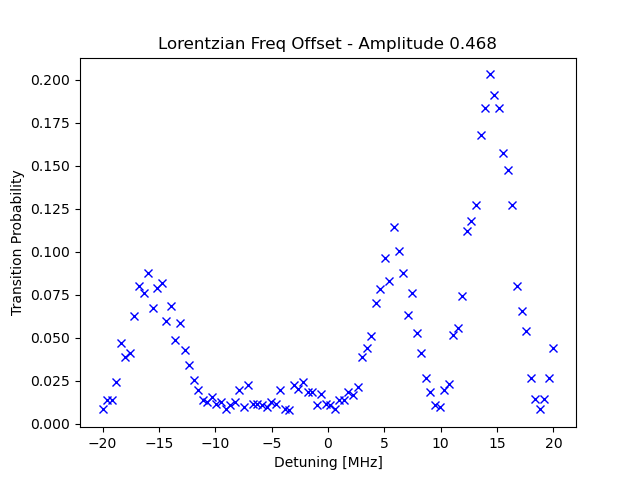 Lorentzian Freq Offset - Amplitude 0.468
Transition Probability
0.200
0.175
0.150
0.125
0.100
0.075
0.050
0.025
0.000
−20 −15 −10 −5 0 5 10 15 20
Detuning [MHz]